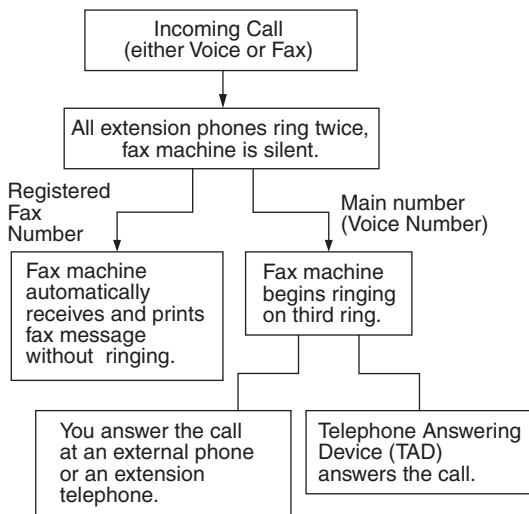 Incoming Call
(either Voice or Fax)
All extension phones ring twice,
fax machine is silent.
Registered
Fax
Number
Main number
(Voice Number)
Fax machine
automatically
receives and prints
fax message
without ringing.
Fax machine
begins ringing
on third ring.
You answer the call
at an external phone
or an extension
telephone.
Telephone Answering
Device (TAD)
answers the call.